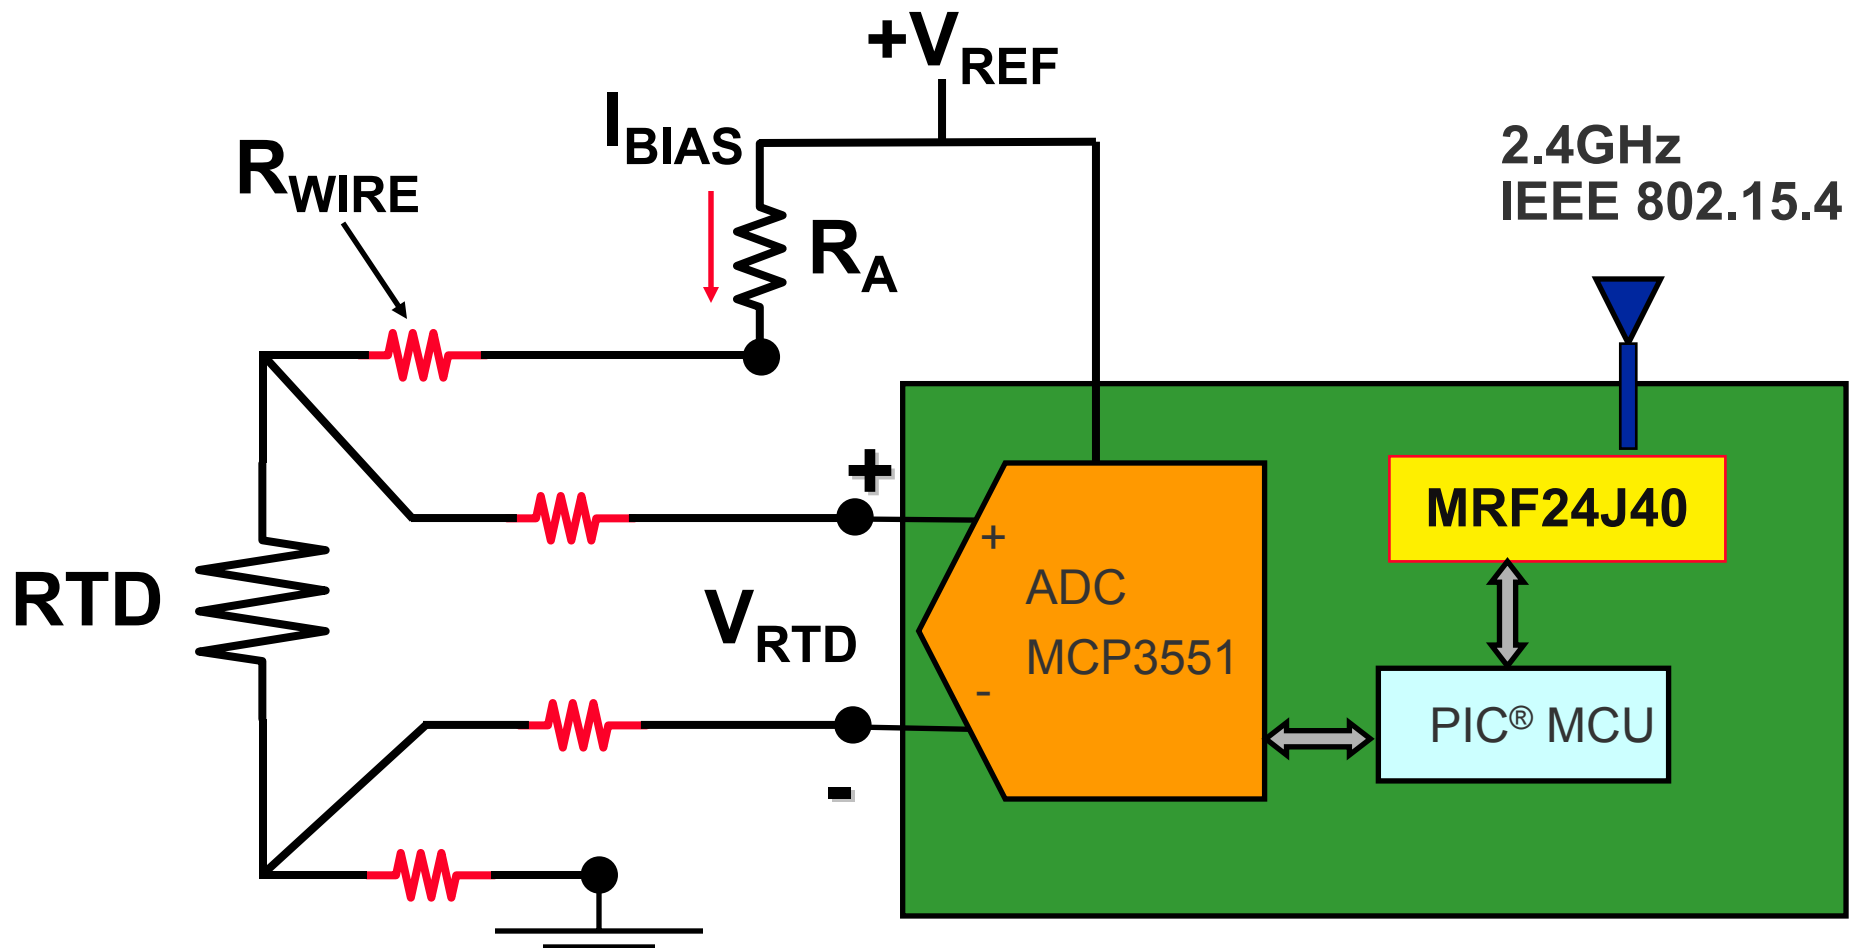 +VREF
IBIAS
RWIRE
2.4GHz
IEEE 802.15.4
RA
+
MRF24J40
+
ADC
RTD
VRTD
MCP3551
-
PIC® MCU
-